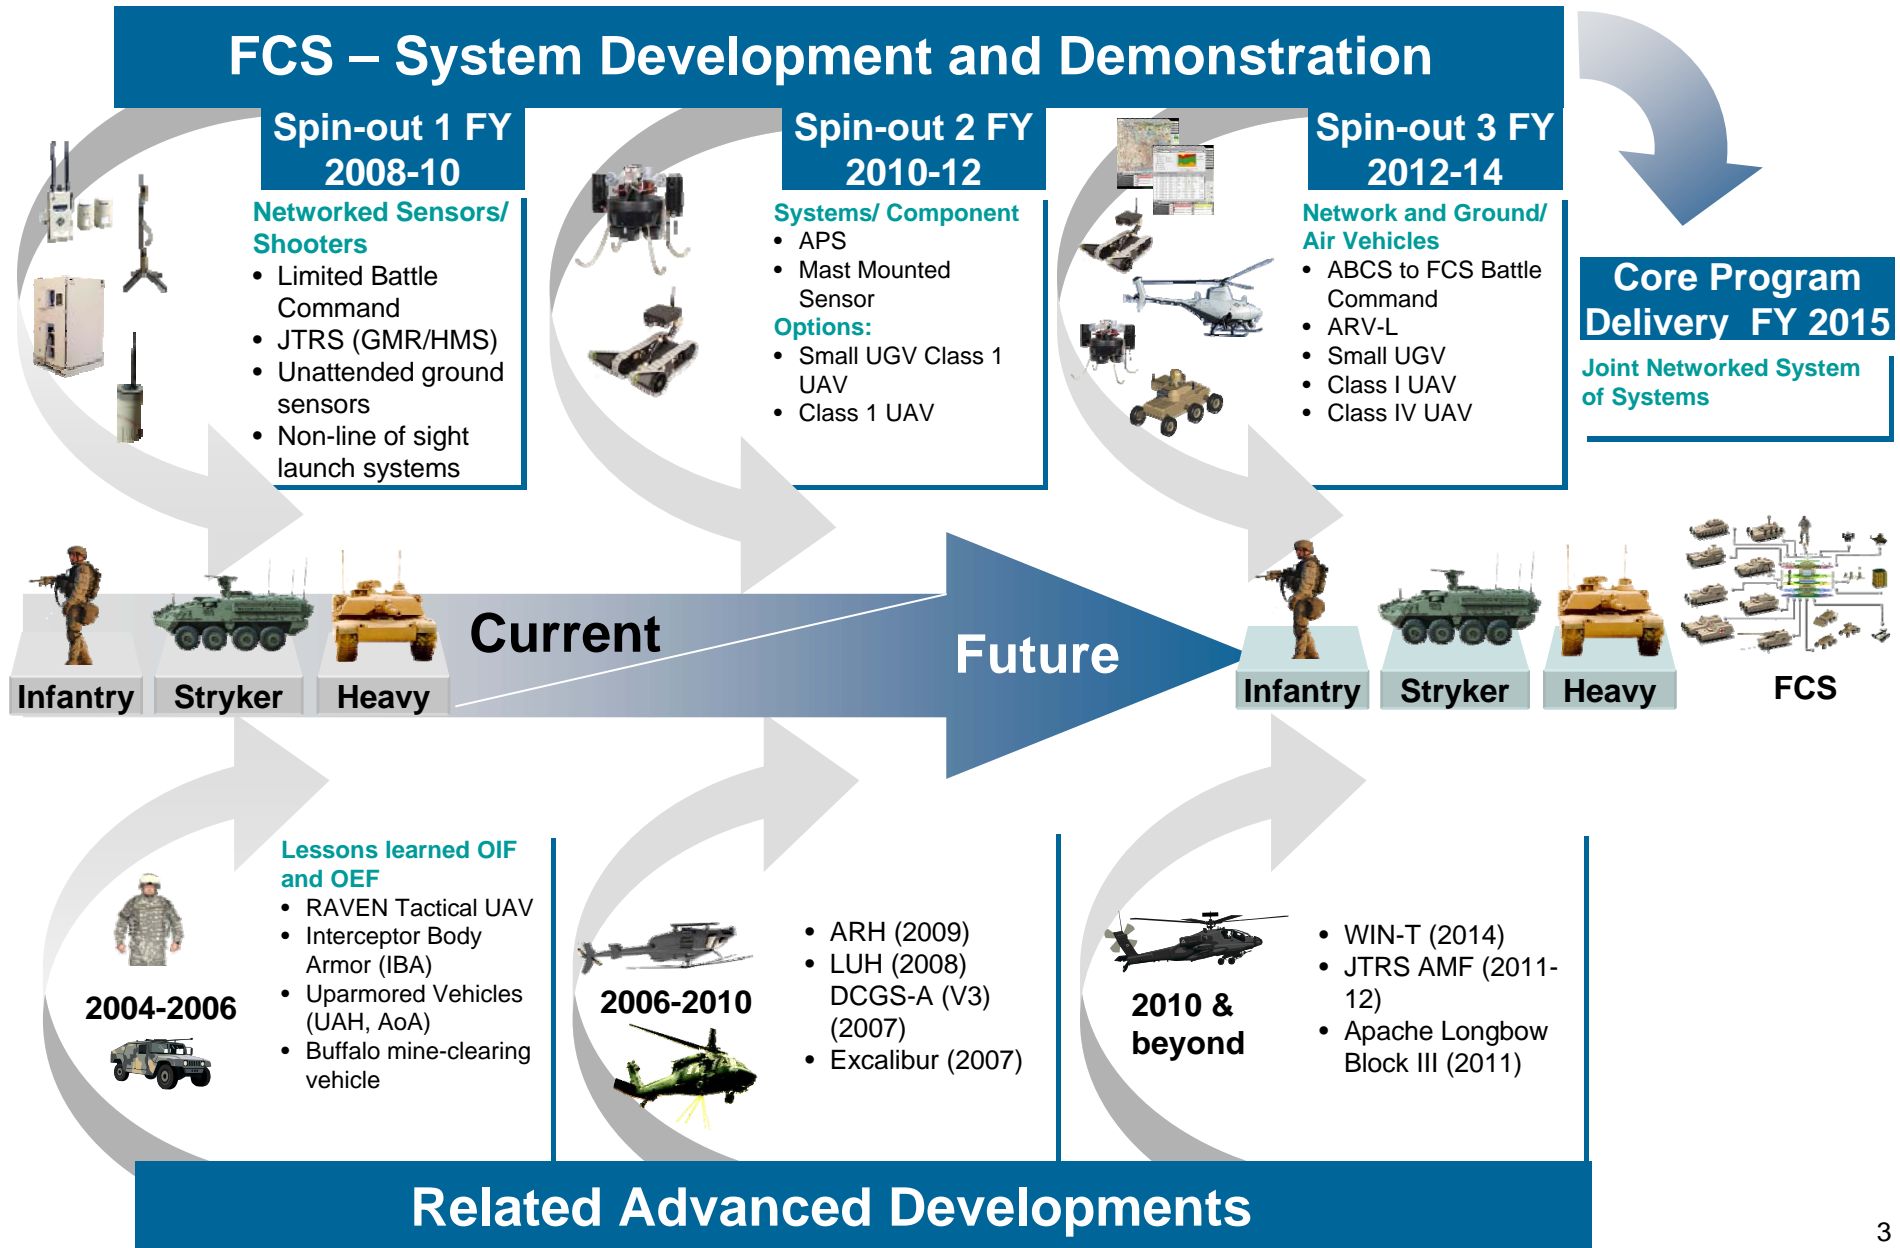 FCS – System Development and Demonstration
Spin-out 1 FY
2008-10
Networked Sensors/
Shooters
• Limited Battle
Command
• JTRS (GMR/HMS)
• Unattended ground
sensors
• Non-line of sight
launch systems
Spin-out 2 FY
2010-12
Systems/ Component
• APS
• Mast Mounted
Sensor
Options:
• Small UGV Class 1
UAV
• Class 1 UAV
Spin-out 3 FY
2012-14
Network and Ground/
Air Vehicles
• ABCS to FCS Battle
Command
• ARV-L
• Small UGV
• Class I UAV
• Class IV UAV
Core Program
Delivery FY 2015
Joint Networked System
of Systems
Current
Future
Infantry
Stryker
Heavy
Infantry
Stryker
Heavy
FCS
2004-2006
Lessons learned OIF
and OEF
• RAVEN Tactical UAV
• Interceptor Body
Armor (IBA)
• Uparmored Vehicles
(UAH, AoA)
• Buffalo mine-clearing
vehicle
2006-2010
• ARH (2009)
• LUH (2008)
DCGS-A (V3)
(2007)
• Excalibur (2007)
2010 &
beyond
• WIN-T (2014)
• JTRS AMF (2011-
12)
• Apache Longbow
Block III (2011)
Related Advanced Developments
3